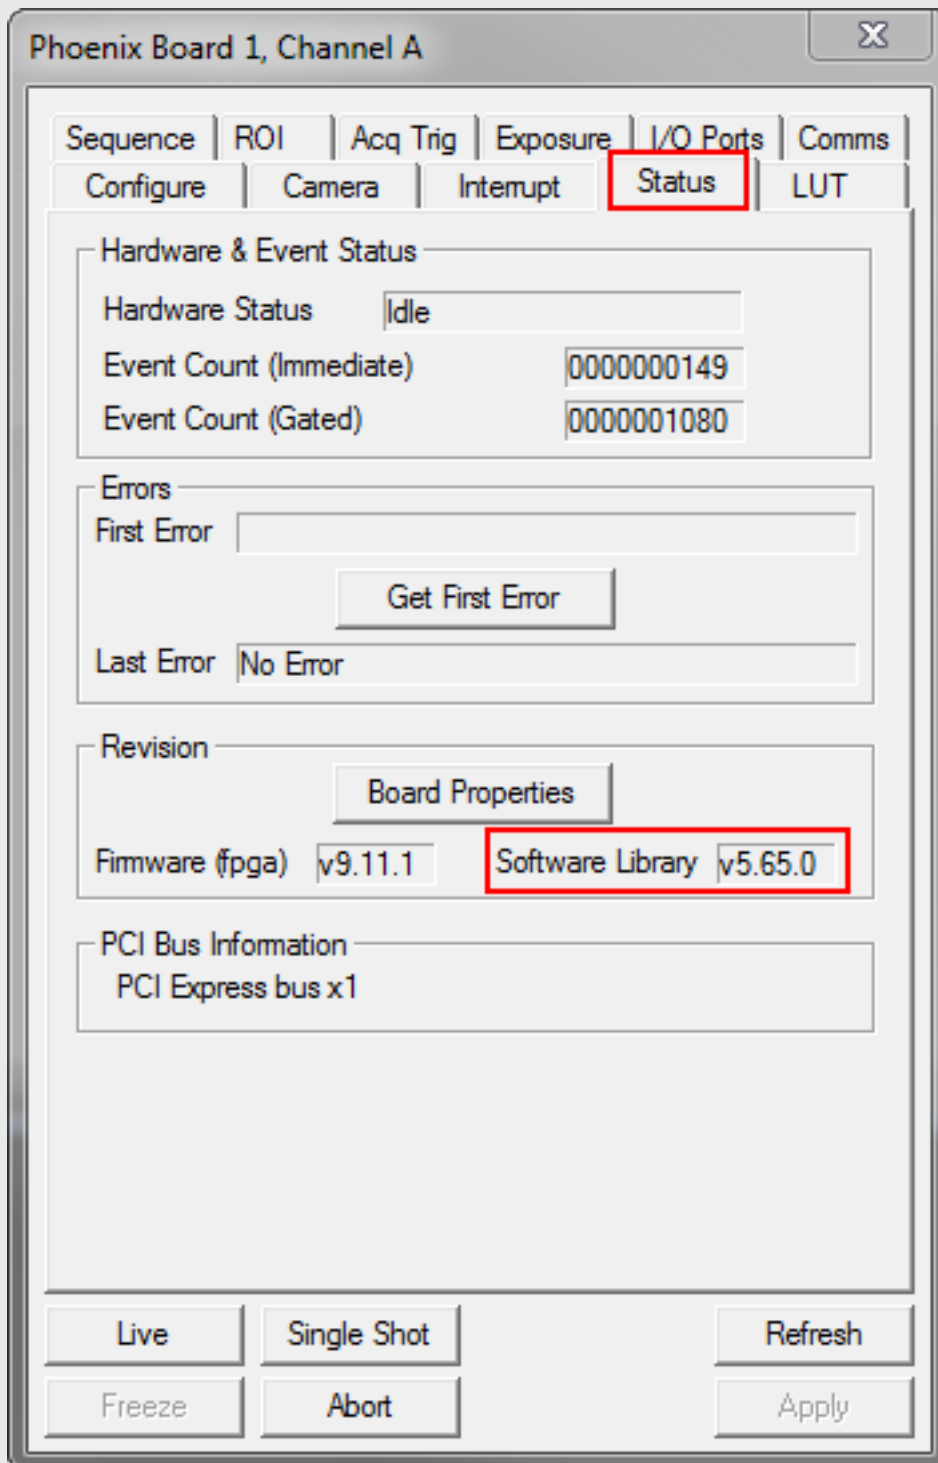 Phoenix Board 1, Channel A
Sequence ROI Acq Trig Exposure I/O Ports Comms
Configure Camera Interrupt Status LUT
Hardware & Event Status
Hardware Status Idle
Event Count (Immediate) 0000000149
Event Count (Gated) 0000001080
Errors
First Error
Get First Error
Last Error No Error
Revision
Board Properties
Firmware (fpga) v9.11.1 Software Library v5.65.0
PCI Bus Information
PCI Express bus x1
Live Single Shot Refresh
Freeze Abort Apply